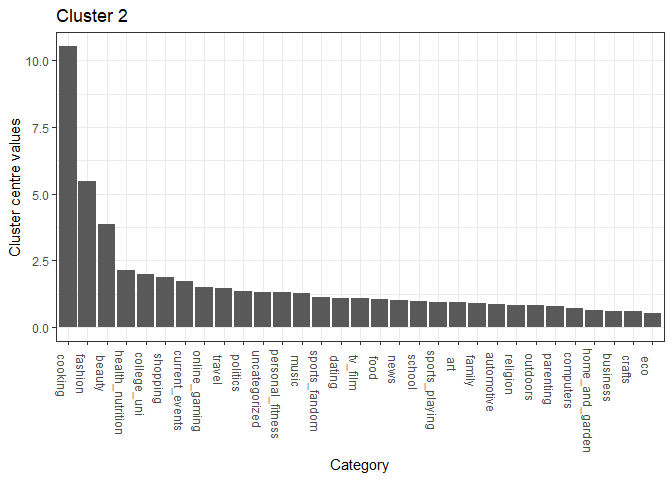 Cluster 2
Cluster centre values
10.0
7.5
5.0
2.5
0.0
cooking
fashion
beauty
health_nutrition
college_uni
shopping
current_events
online_gaming
travel
politics
uncategorized
personal_fitness
music
sports_fandom
dating
tv_film
food
news
school
sports_playing
art
family
automotive
religion
outdoors
parenting
computers
home_and_garden
business
crafts
eco
Category